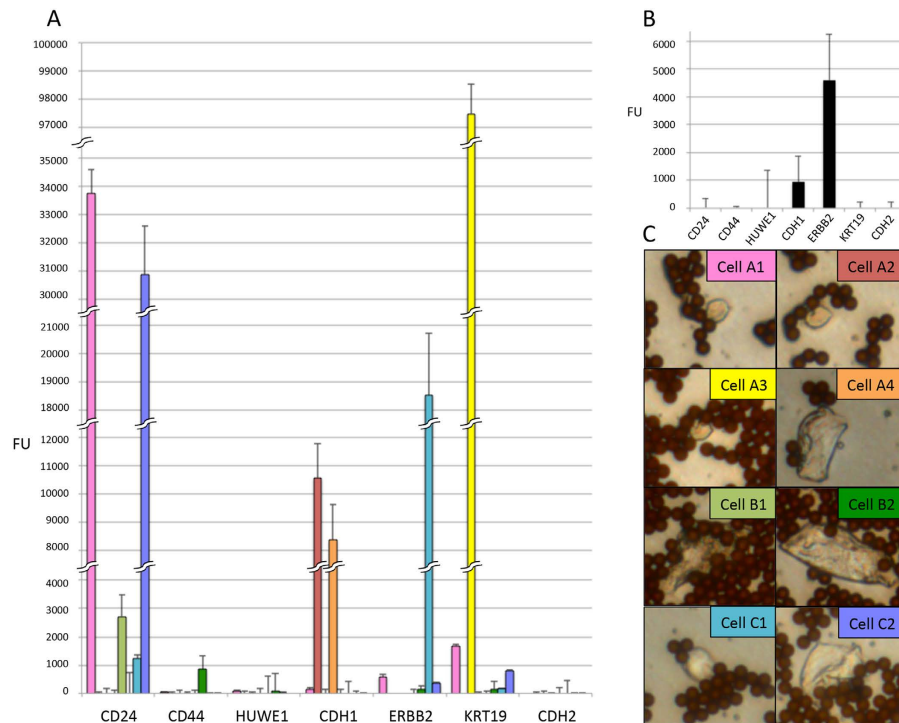 A
100000
99000
98000
97000
35000
34000
33000
32000
31000
30000
21000
20000
19000
18000
FU
12000
11000
10000
9000
8000
4000
3000
2000
1000
0
CD24 CD44 HUWE1 CDH1 ERBB2 KRT19 CDH2
B
6000
5000
FU
4000
3000
2000
1000
0
CD24 CD44 HUWE1 CDH1 ERBB2 KRT19 CDH2
C
Cell A1 Cell A2
Cell A3 Cell A4
Cell B1 Cell B2
Cell C1 Cell C2